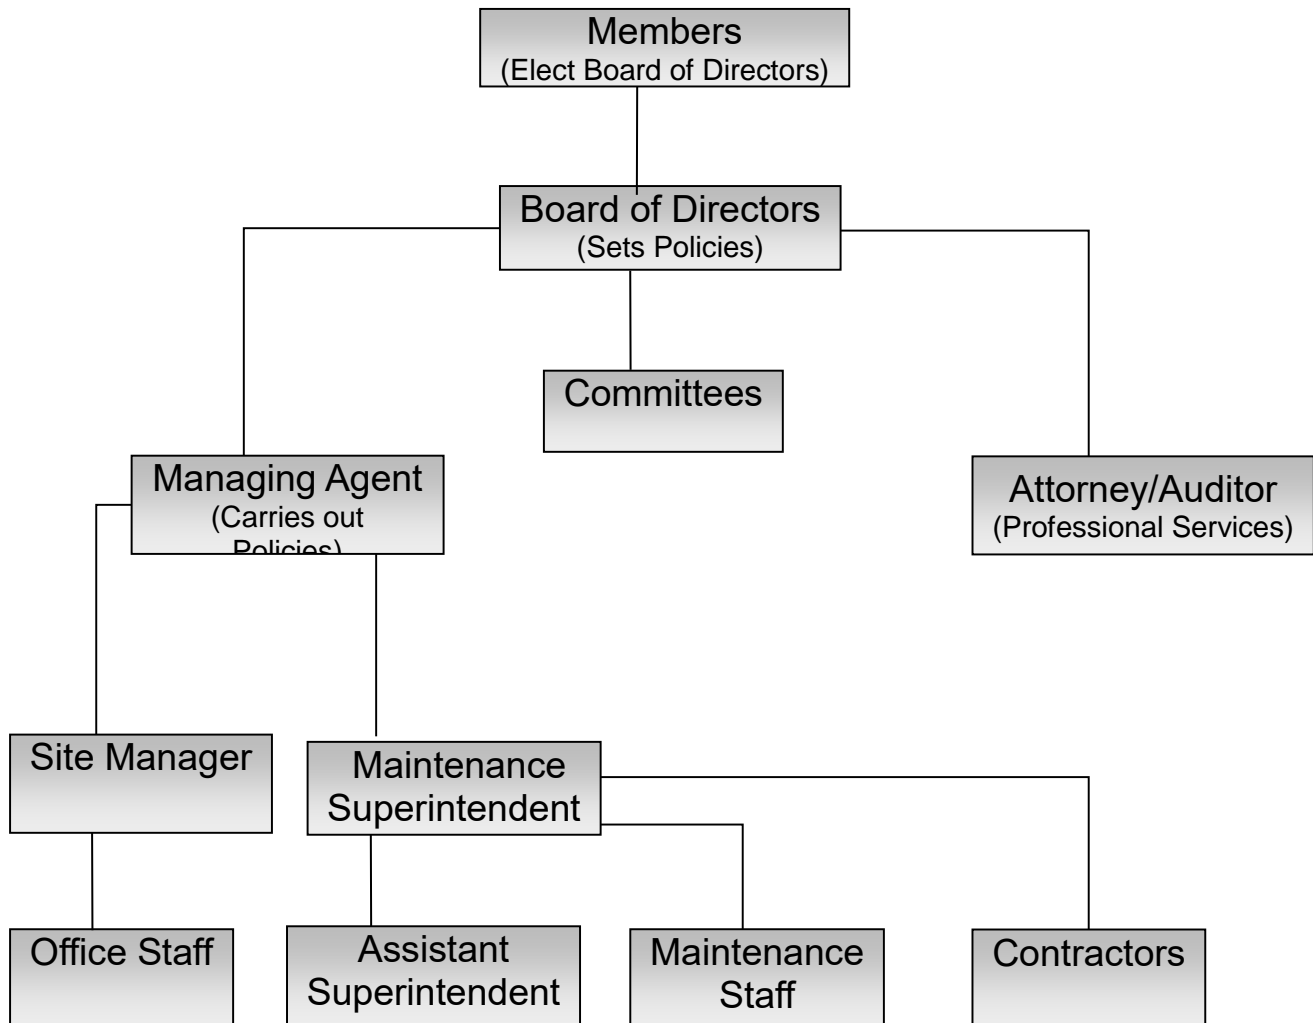 Members
(Elect Board of Directors)
Board of Directors
(Sets Policies)
Committees
Managing Agent
(Carries out
Policies)
Attorney/Auditor
(Professional Services)
Site Manager
Maintenance
Superintendent
Office Staff
Assistant
Superintendent
Maintenance
Staff
Contractors